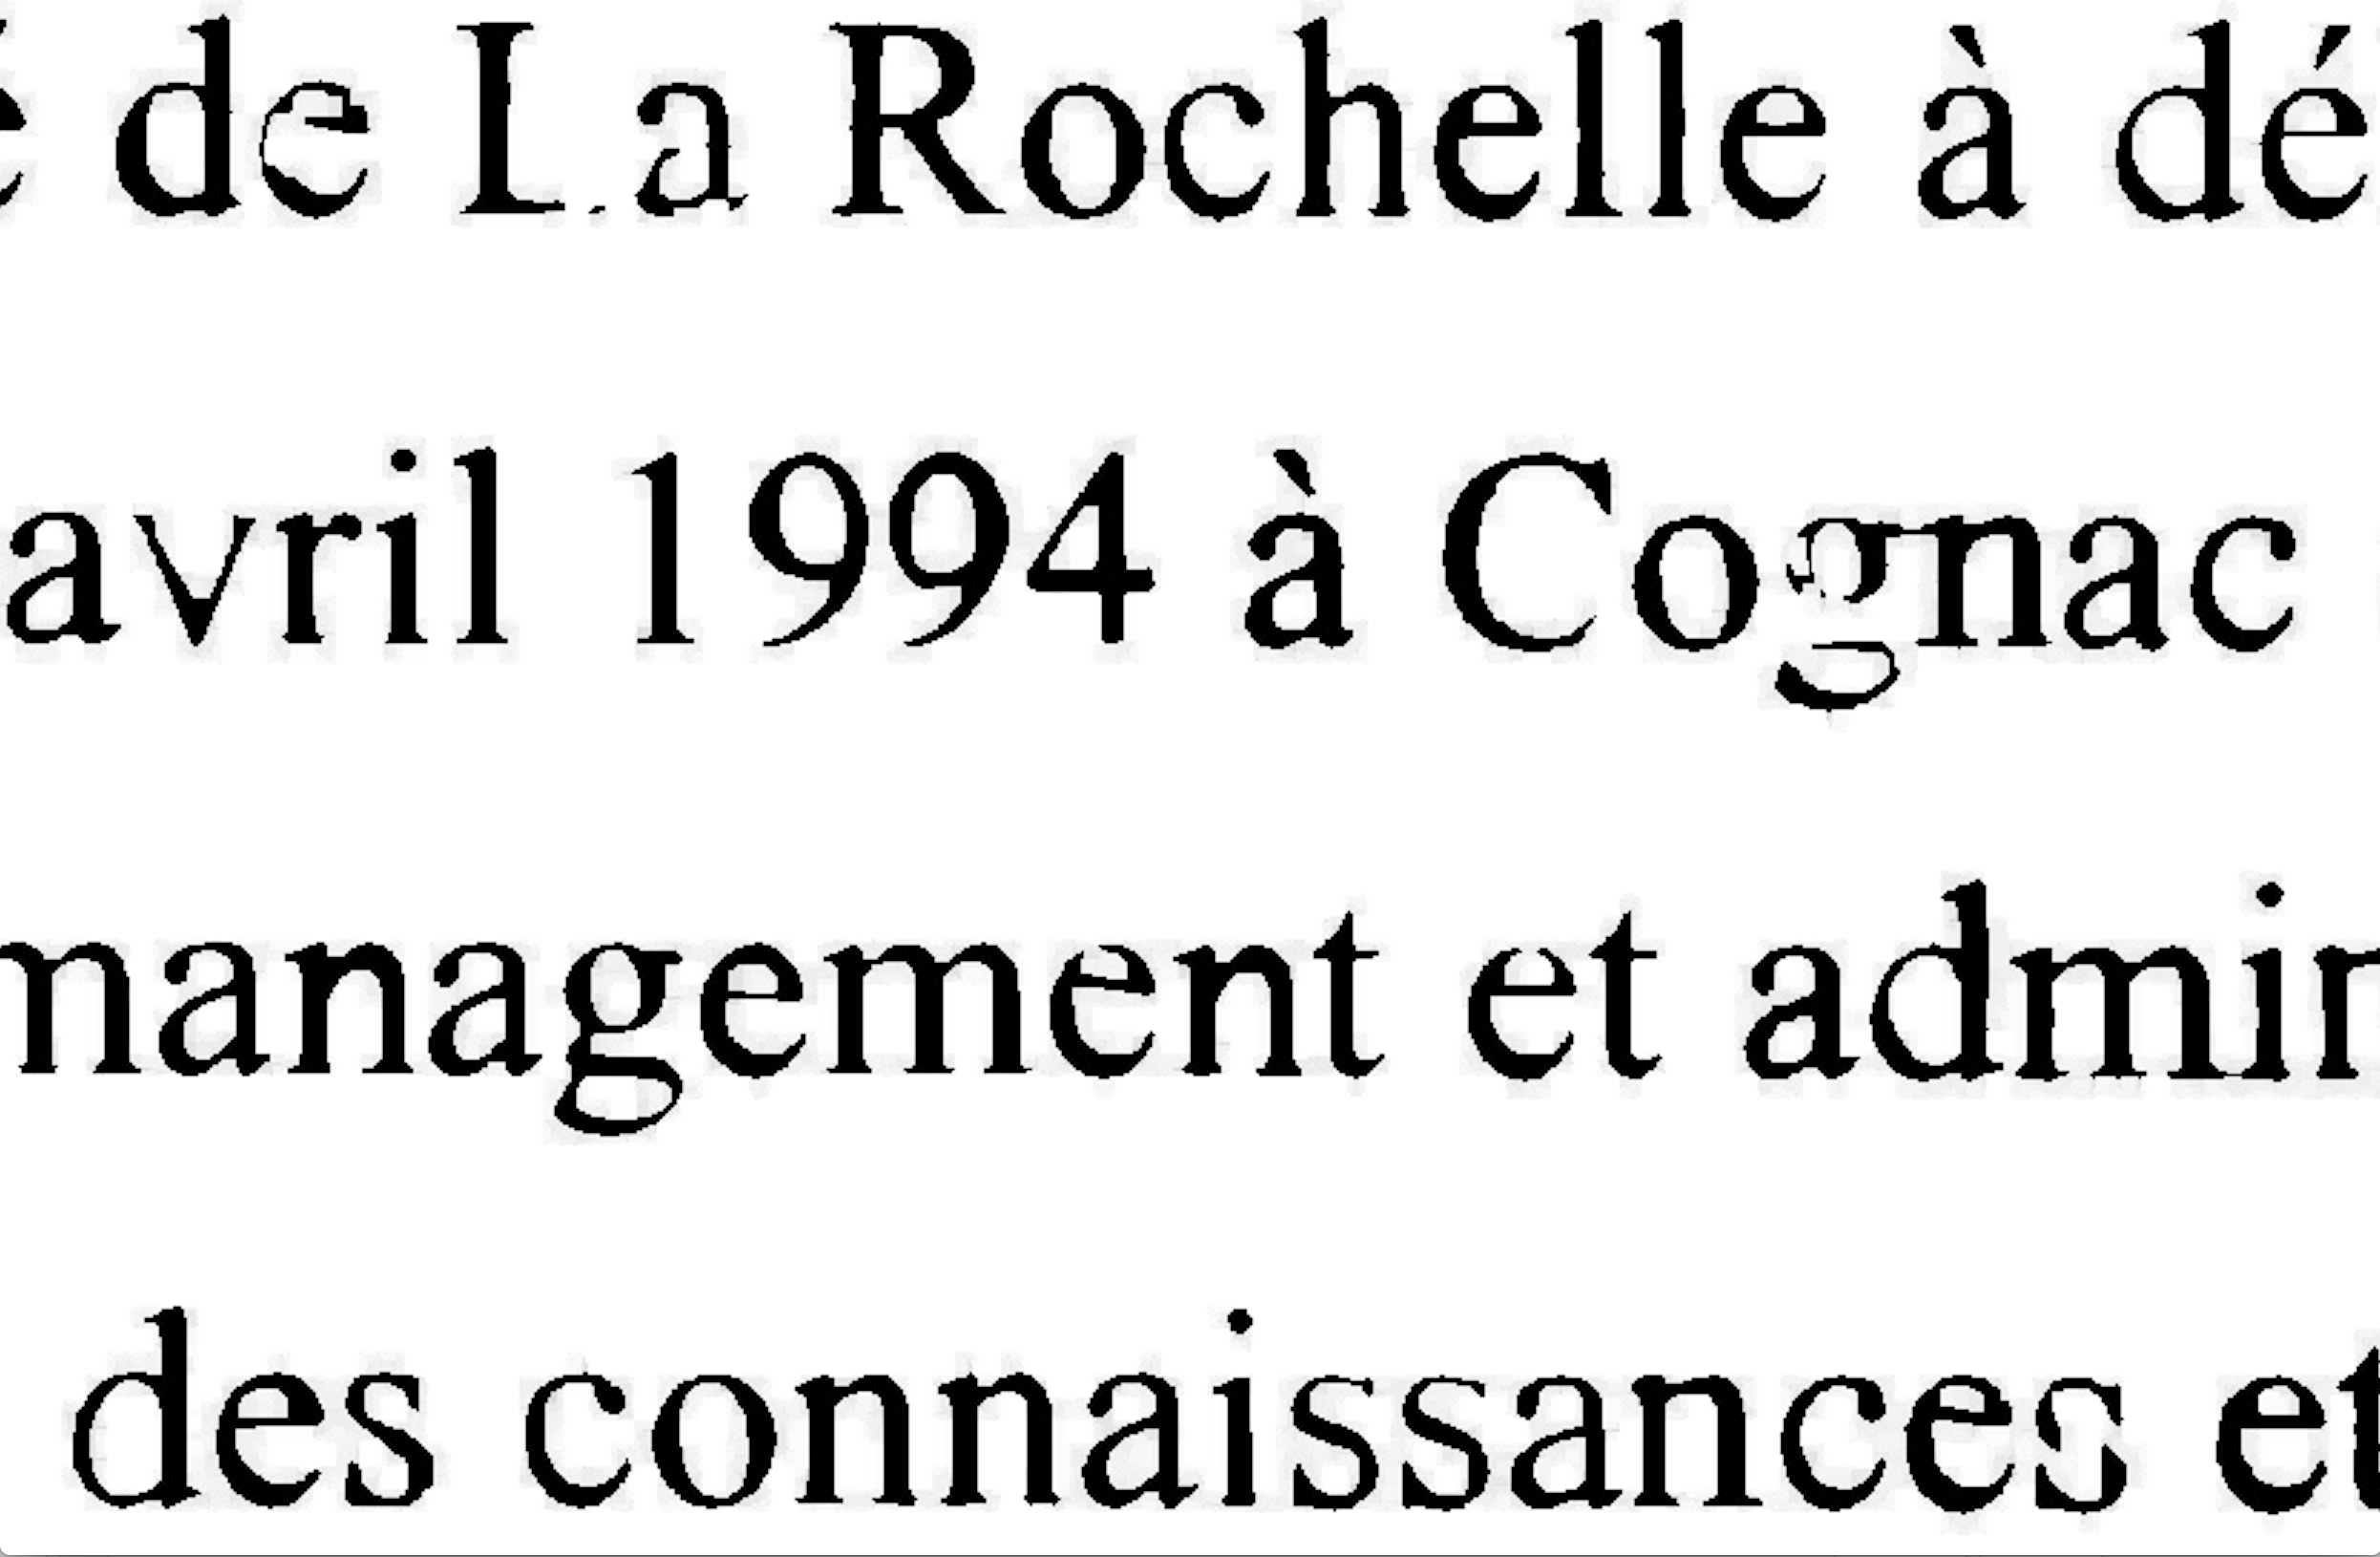 é de La Rochelle à dé
avril 1994 à Cognac
management et admin
des connaissances et